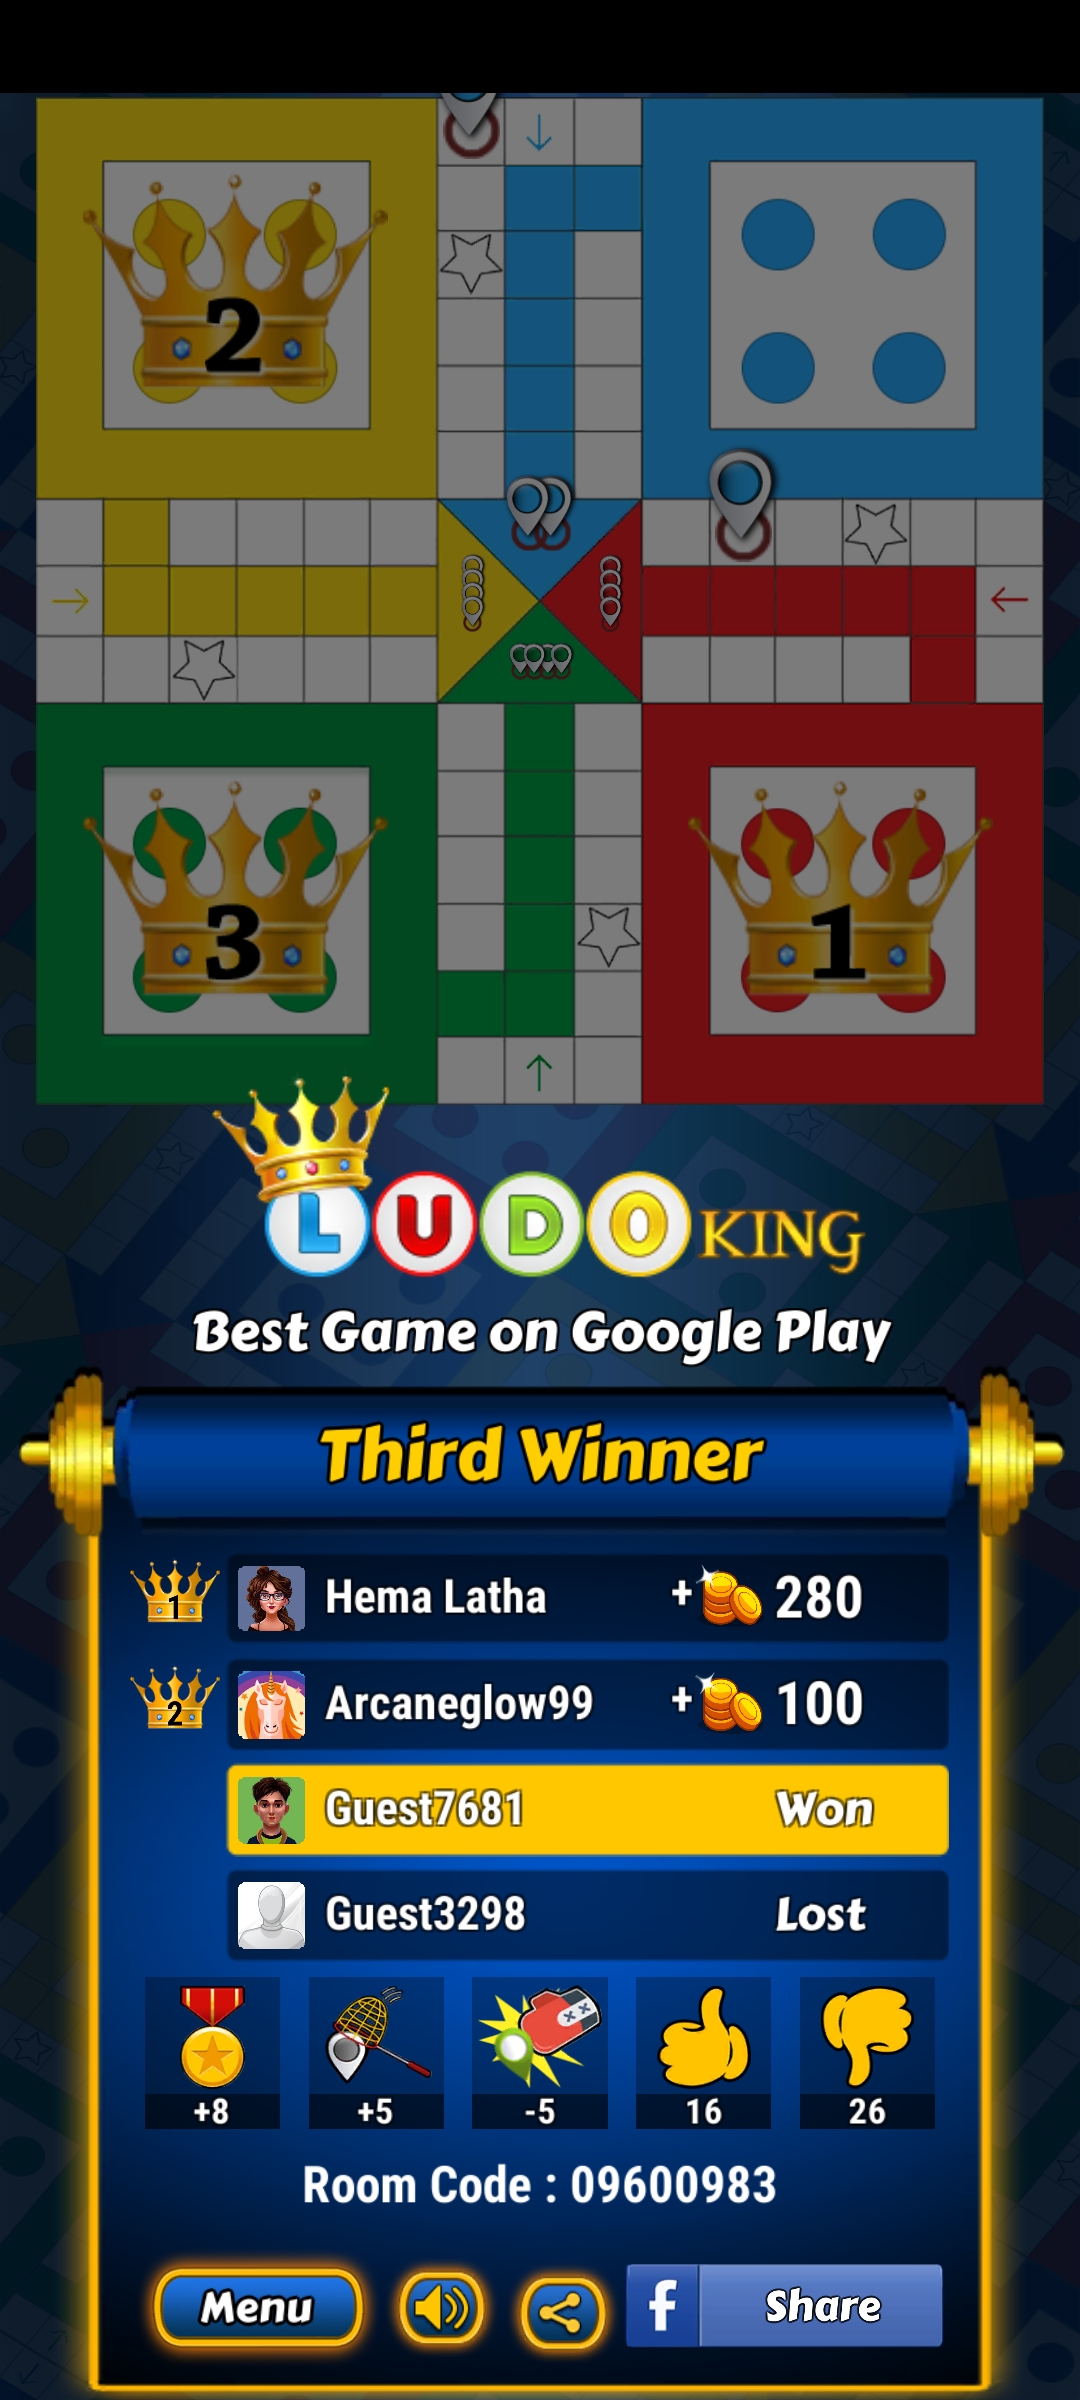 2
3
1
LUDO KING
Best Game on Google Play
Third Winner
1 Hema Latha + 280
2 Arcaneglow99 + 100
Guest7681 Won
Guest3298 Lost
+8 +5 -5 16 26
Room Code : 09600983
Menu f Share